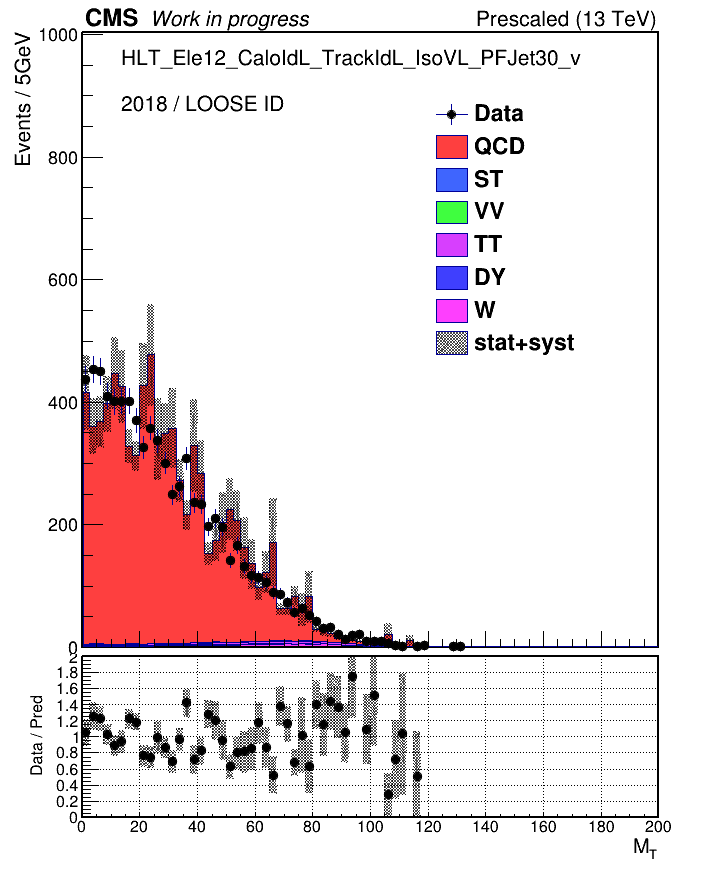 CMS Work in progress Prescaled (13 TeV)
Events / 5GeV
HLT_Ele12_CaloIdL_TrackIdL_IsoVL_PFJet30_v
2018 / LOOSE ID
Data
QCD
ST
VV
TT
DY
W
stat+syst
1000
800
600
400
200
0
Data / Pred
2
1.8
1.6
1.4
1.2
1
0.8
0.6
0.4
0.2
0
0 20 40 60 80 100 120 140 160 180 200
M_T